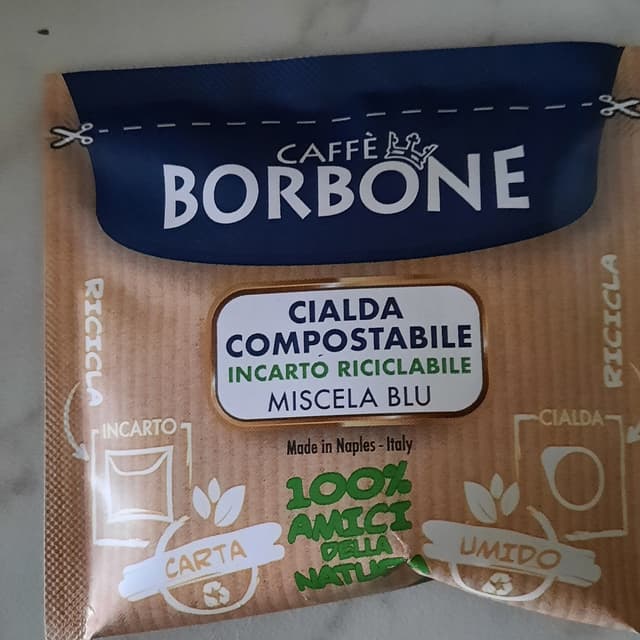 CAFFÈ
BORBONE
CIALDA
COMPOSTABILE
INCARTO RICICLABILE
MISCELA BLU
Made in Naples - Italy
RICICLA
INCARTO
CARTA
100%
AMICI
DELLA
NATURA
RICICLA
CIALDA
UMIDO